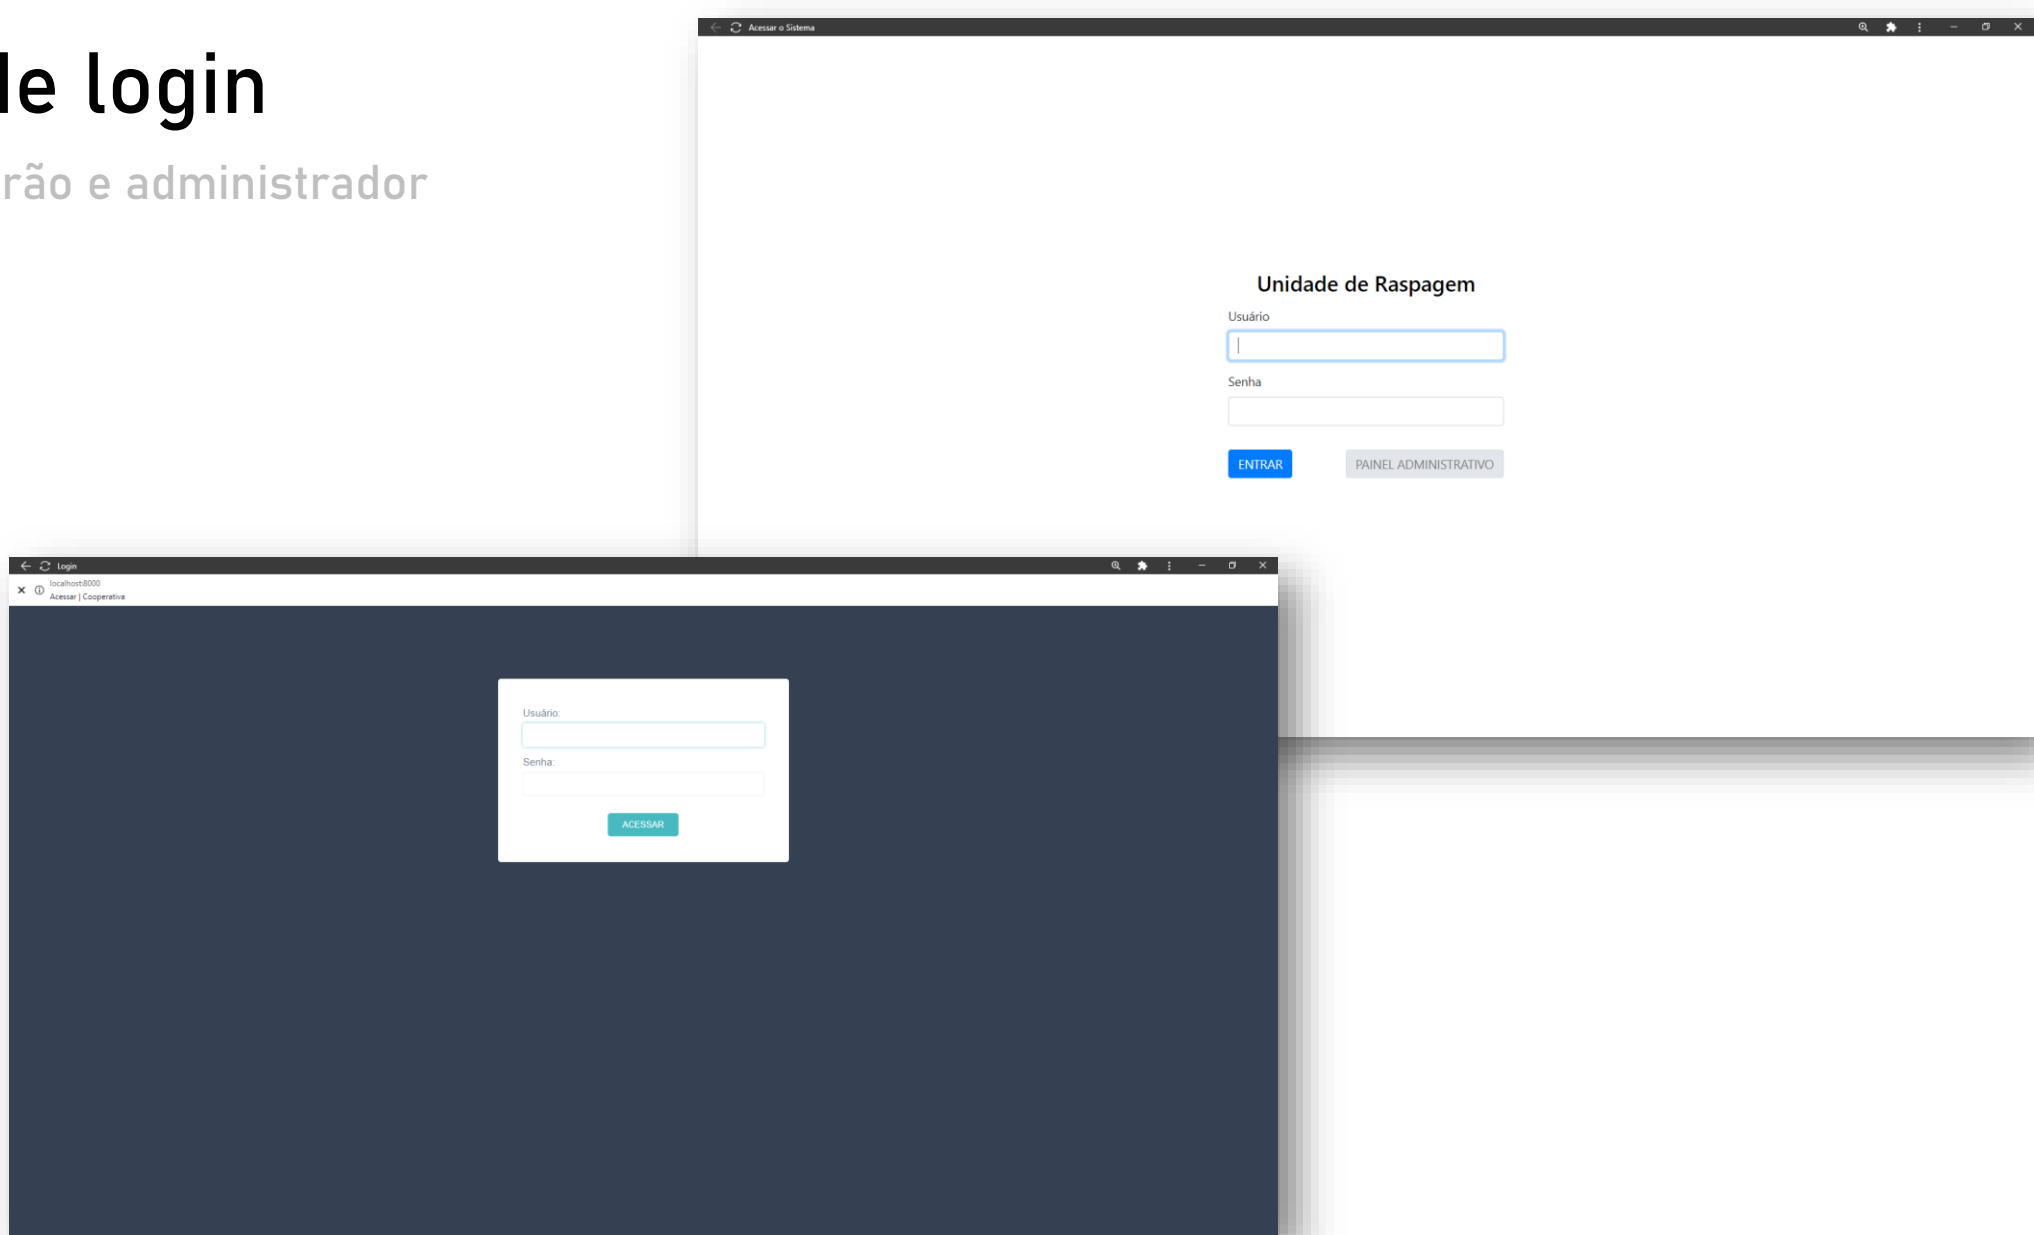 de login
rão e administrador
Acessar o Sistema
Unidade de Raspagem
Usuário
Senha
ENTRAR
PAINEL ADMINISTRATIVO
Login
localhost:8000
Acessar | Cooperativa
Usuário:
Senha:
ACESSAR